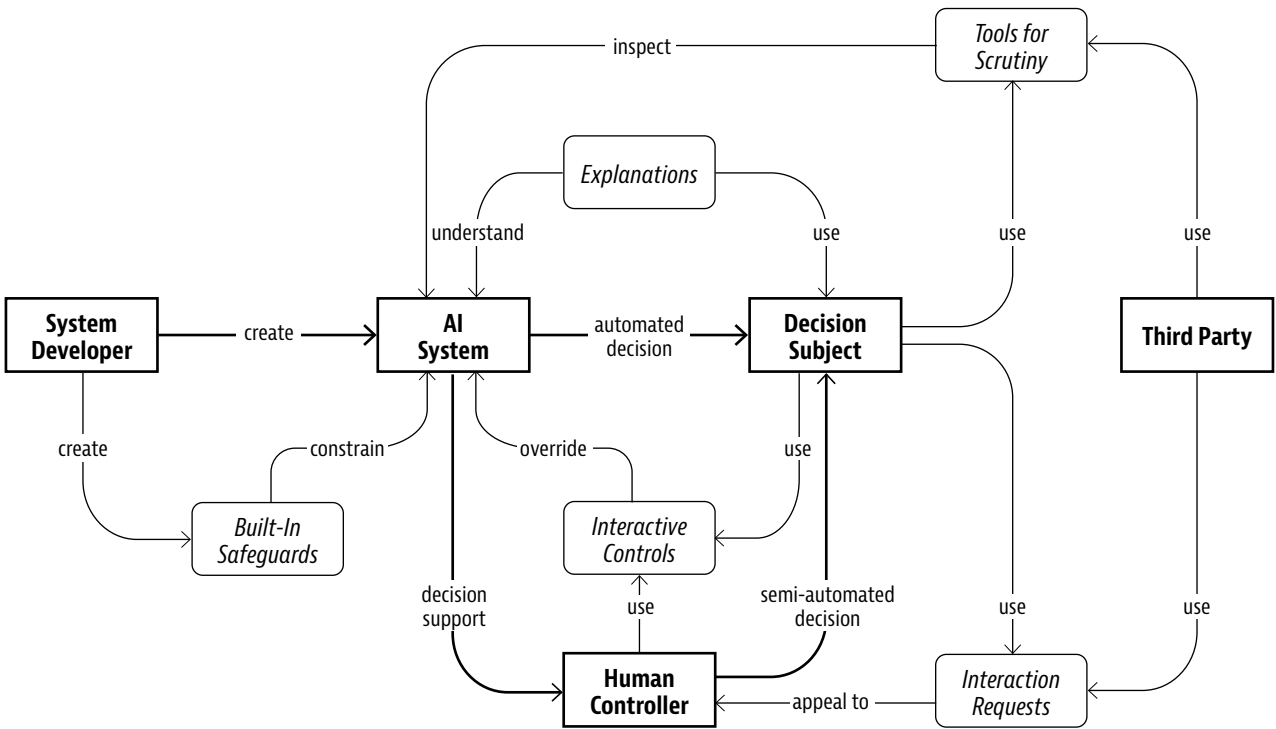 Tools for
Scrutiny
inspect
Explanations
understand
use
use
use
System
Developer
create
AI
System
automated
decision
Decision
Subject
Third Party
create
constrain
override
use
Built-In
Safeguards
Interactive
Controls
decision
support
use
semi-automated
decision
use
use
Human
Controller
appeal to
Interaction
Requests